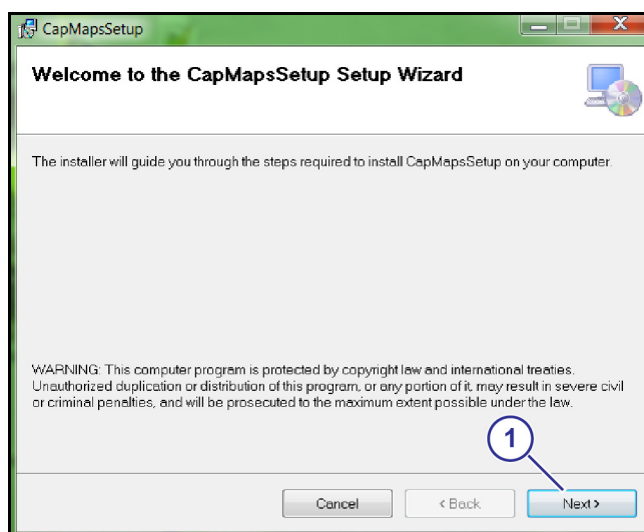 CapMapsSetup
Welcome to the CapMapsSetup Setup Wizard
The installer will guide you through the steps required to install CapMapsSetup on your computer.
WARNING: This computer program is protected by copyright law and international treaties.
Unauthorized duplication or distribution of this program, or any portion of it, may result in severe civil
or criminal penalties, and will be prosecuted to the maximum extent possible under the law.
1
Cancel < Back Next >